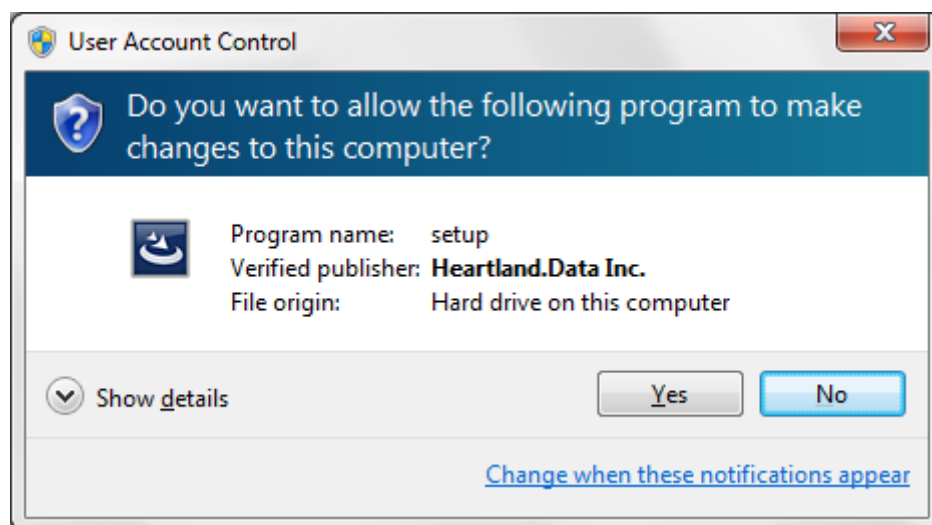 User Account Control
Do you want to allow the following program to make
changes to this computer?
Program name: setup
Verified publisher: Heartland.Data Inc.
File origin: Hard drive on this computer
Show details
Yes
No
Change when these notifications appear